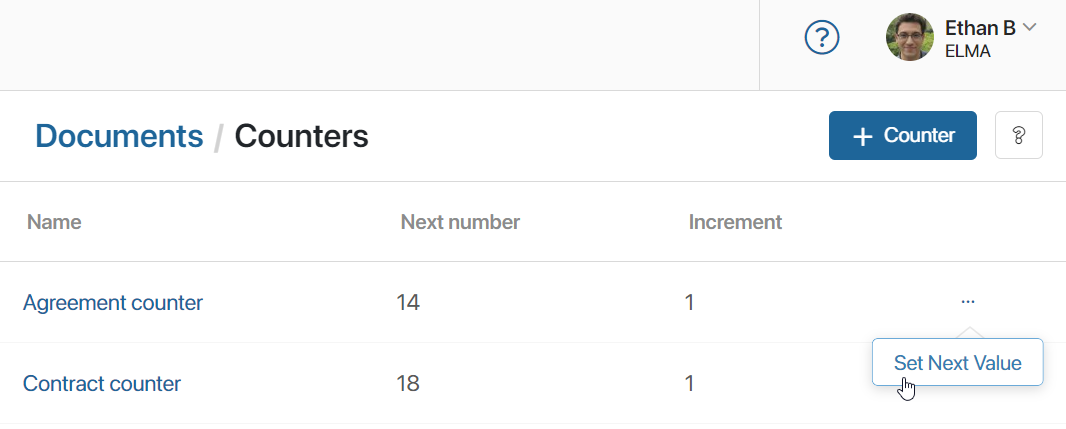 ?
Ethan B
ELMA
Documents / Counters
+ Counter
?
Name Next number Increment
Agreement counter 14 1 ...
Set Next Value
Contract counter 18 1